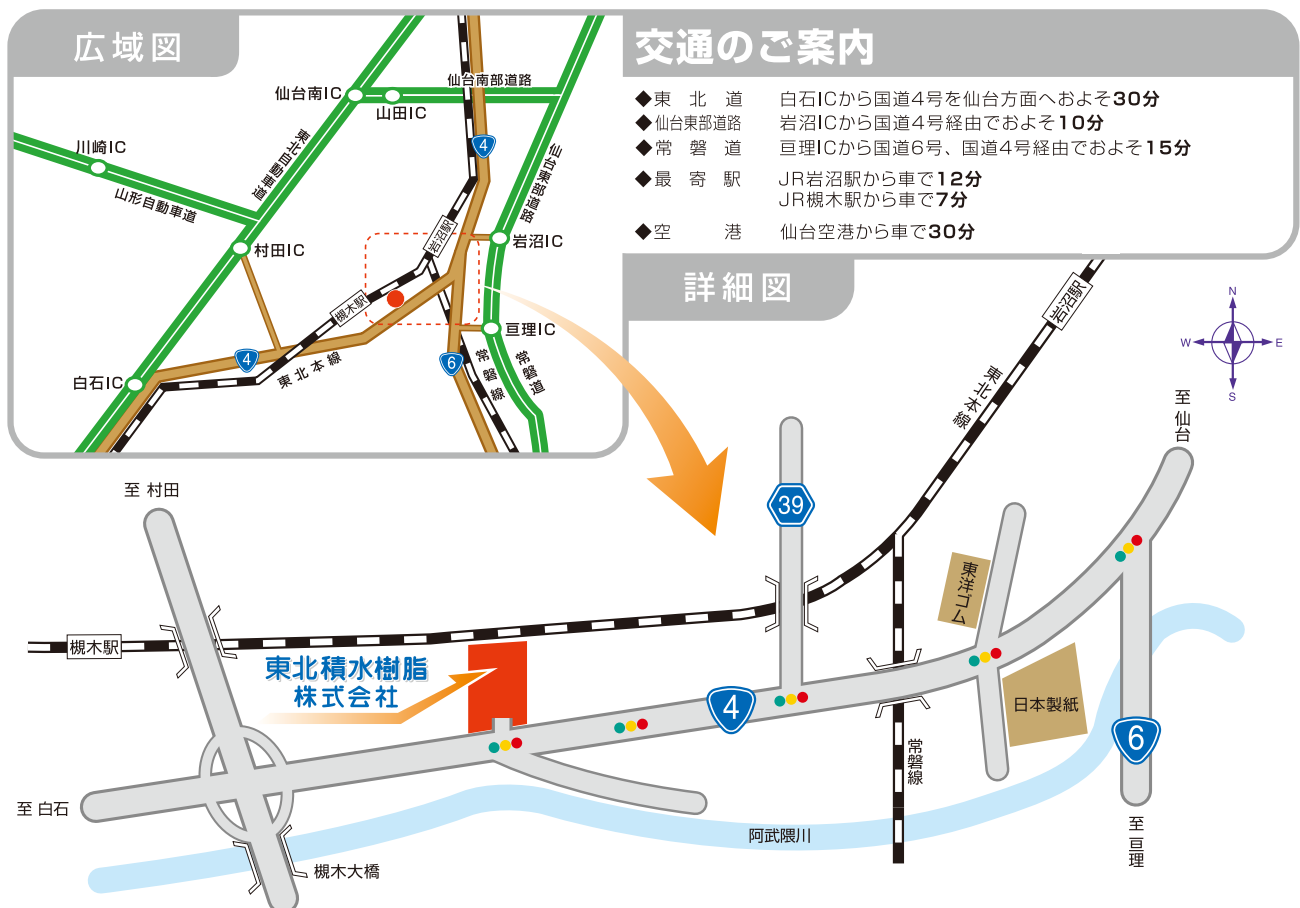 広域図
仙台南IC
山田IC
仙台南部道路
川崎IC
山形自動車道
東北自動車道
4
仙台東部道路
村田IC
岩沼駅
岩沼IC
槻木駅
亘理IC
4
東北本線
6
常磐線
常磐道
白石IC
交通のご案内
◆東北道 白石ICから国道4号を仙台方面へおよそ30分
◆仙台東部道路 岩沼ICから国道4号経由でおよそ10分
◆常磐道 亘理ICから国道6号、国道4号経由でおよそ15分
◆最寄駅 JR岩沼駅から車で12分
JR槻木駅から車で7分
◆空港 仙台空港から車で30分
詳細図
岩沼駅
N
W
E
S
東北本線
至 仙台
至 村田
39
東洋ゴム
槻木駅
東北積水樹脂
株式会社
4
日本製紙
6
常磐線
至 白石
阿武隈川
至 亘理
槻木大橋